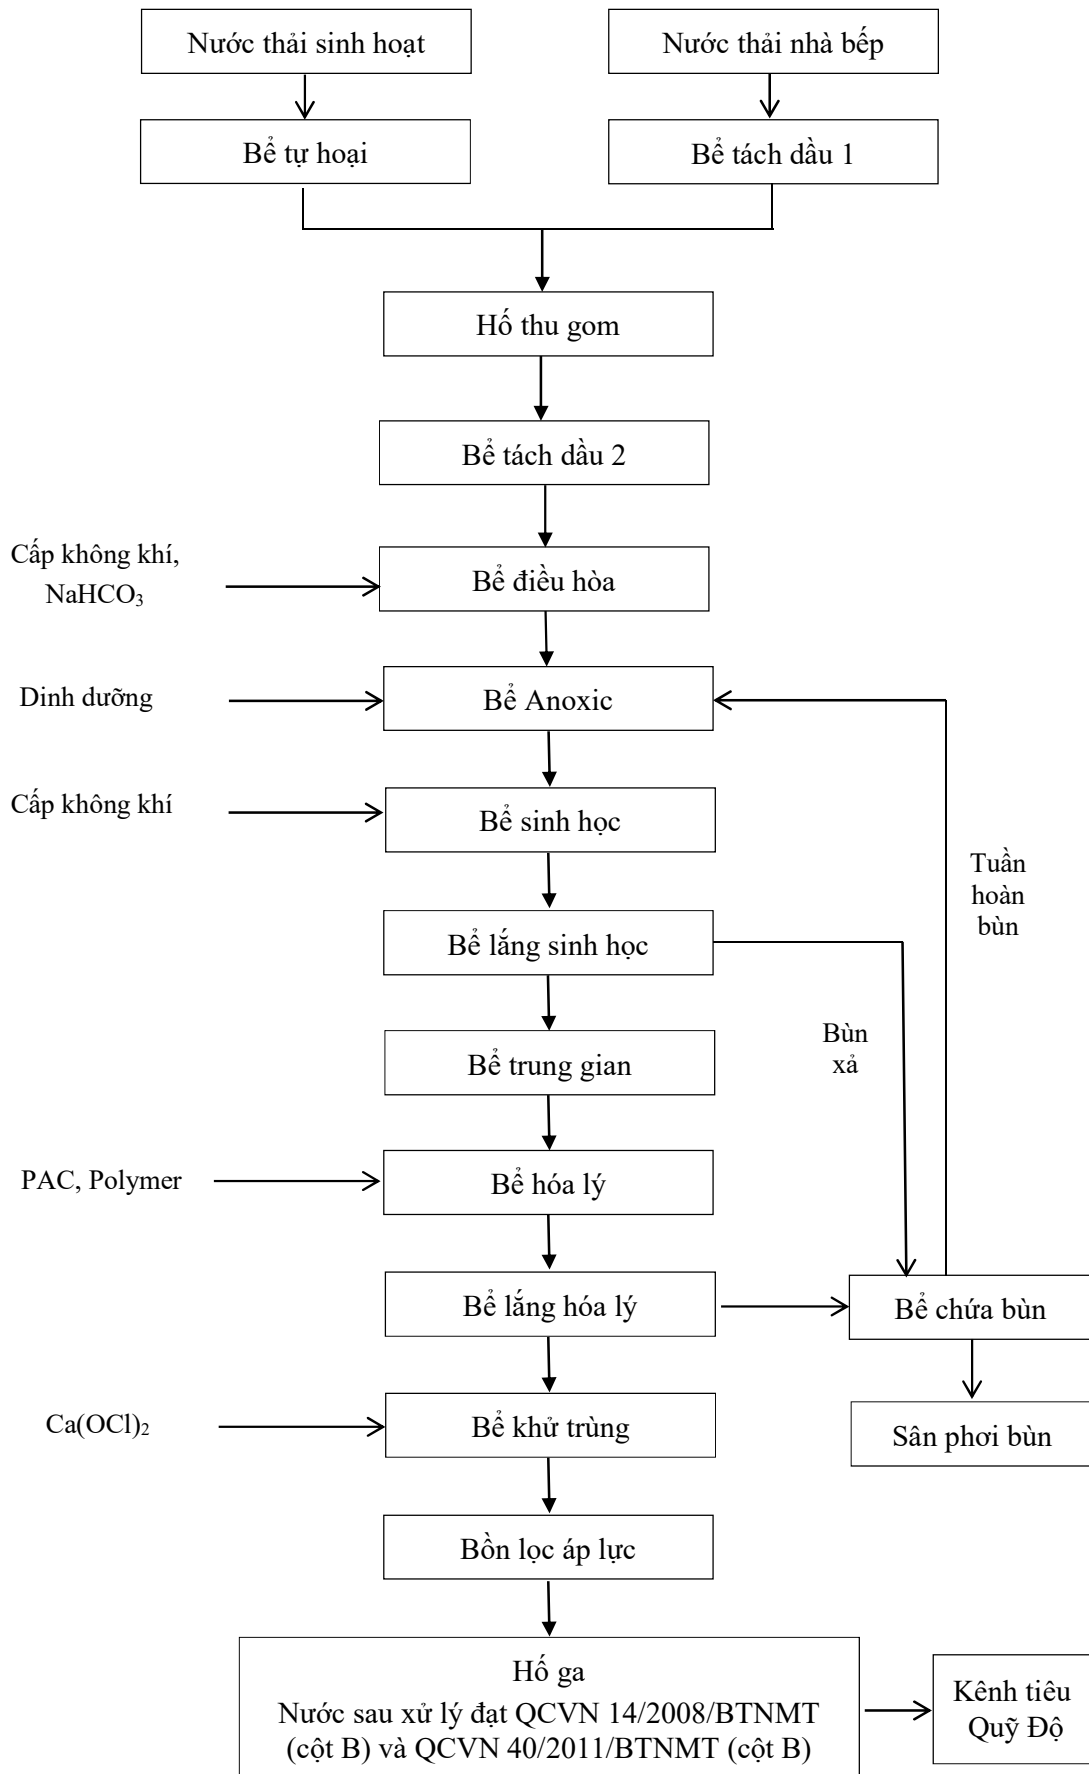 Nước thải sinh hoạt
Nước thải nhà bếp
Bể tự hoại
Bể tách dầu 1
Hố thu gom
Bể tách dầu 2
Cấp không khí,
NaHCO₃
Bể điều hòa
Dinh dưỡng
Bể Anoxic
Cấp không khí
Bể sinh học
Tuần
hoàn
bùn
Bể lắng sinh học
Bùn
xả
Bể trung gian
PAC, Polymer
Bể hóa lý
Bể lắng hóa lý
Bể chứa bùn
Ca(OCl)₂
Bể khử trùng
Sân phơi bùn
Bồn lọc áp lực
Hố ga
Nước sau xử lý đạt QCVN 14/2008/BTNMT
(cột B) và QCVN 40/2011/BTNMT (cột B)
Kênh tiêu
Quỹ Độ